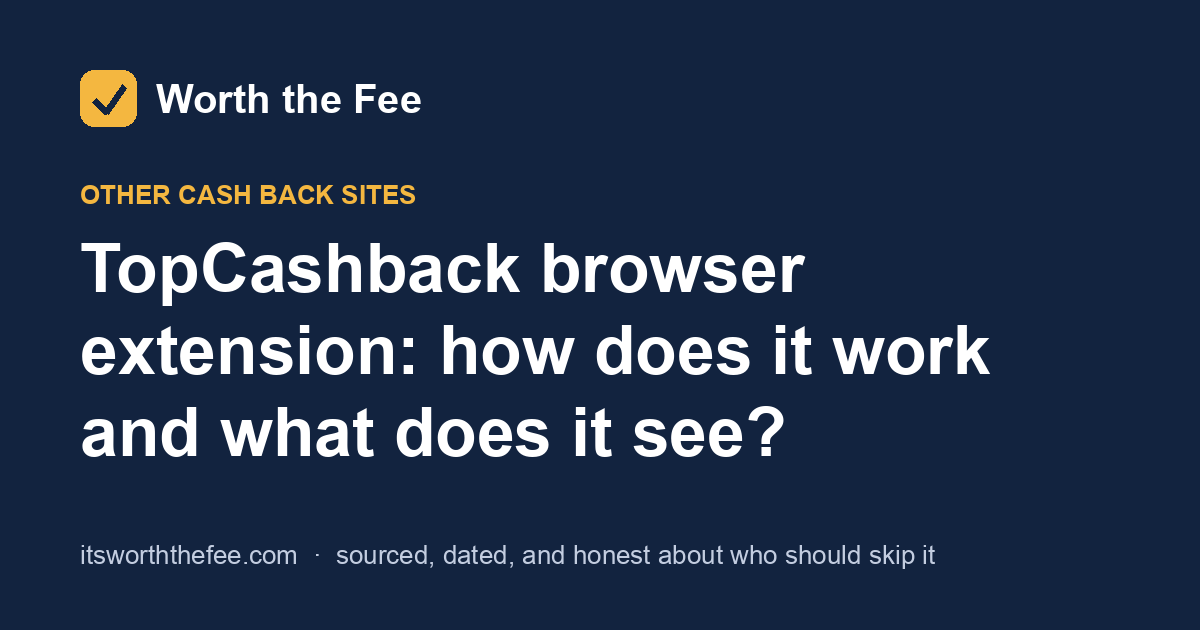 Worth the Fee
OTHER CASH BACK SITES
TopCashback browser
extension: how does it work
and what does it see?
itsworththefee.com · sourced, dated, and honest about who should skip it